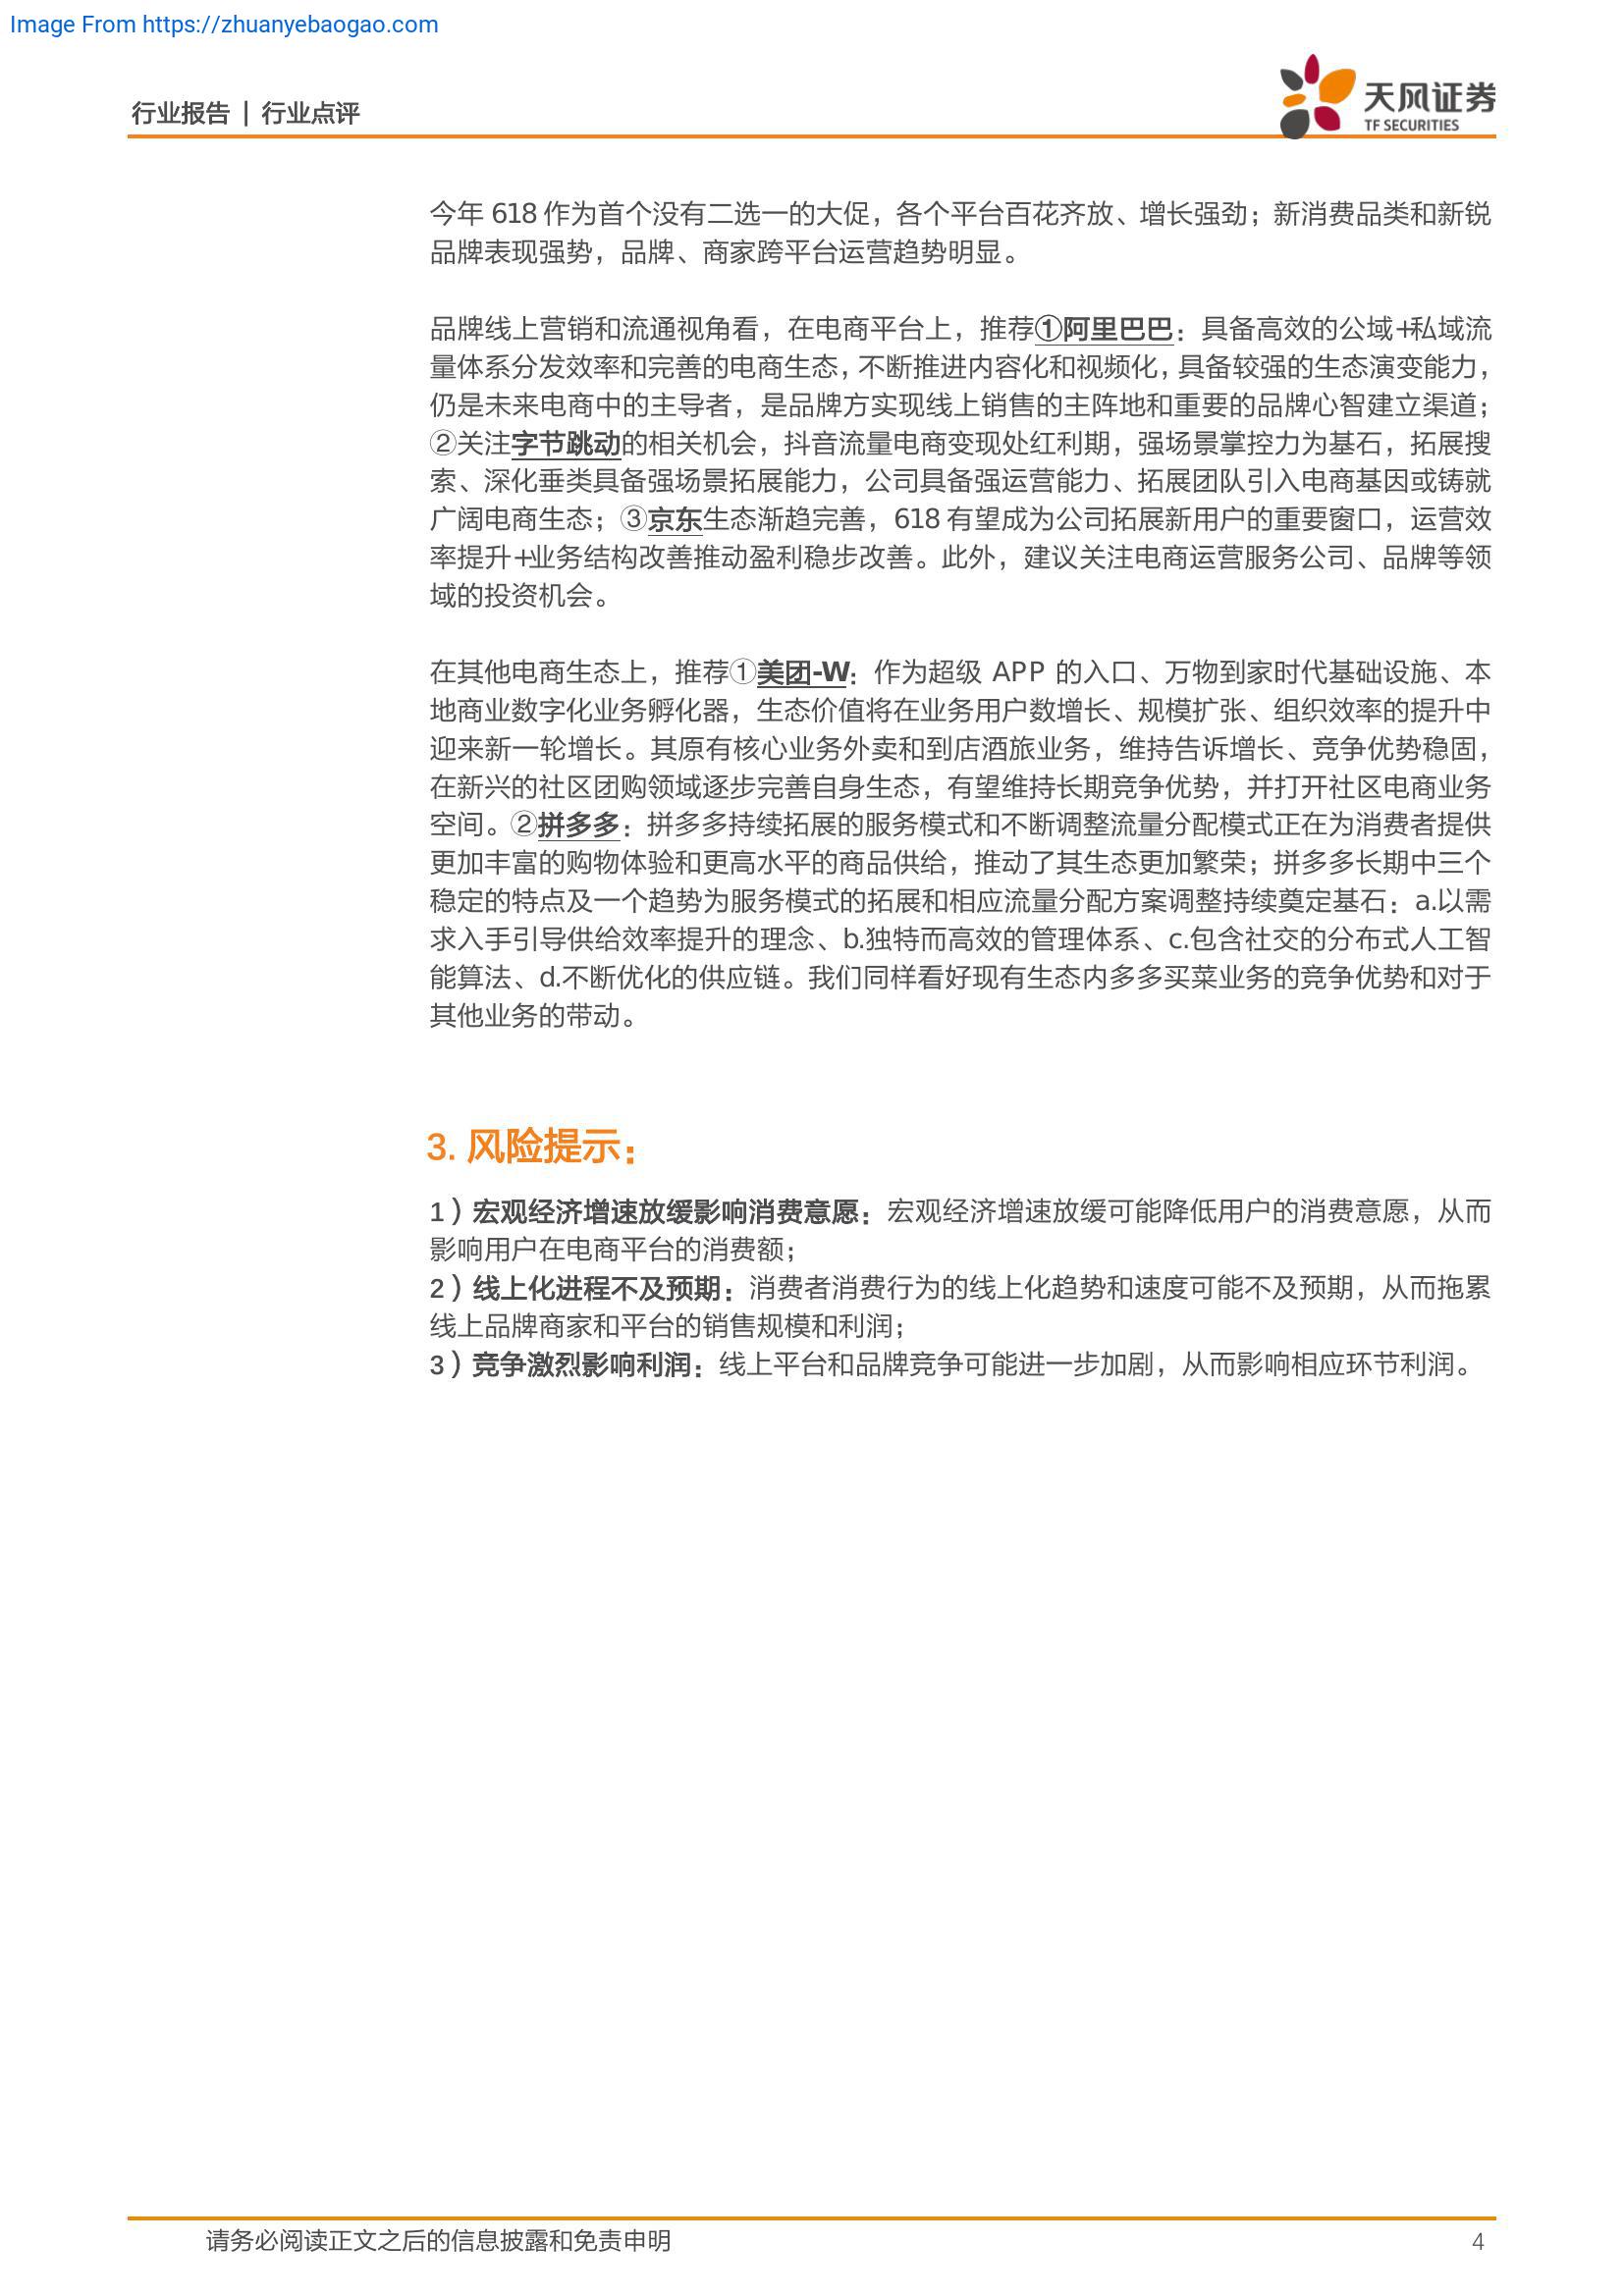 Image From https://zhuanyebaogao.com
行业报告 | 行业点评
天风证券
TF SECURITIES
今年 618 作为首个没有二选一的大促，各个平台百花齐放、增长强劲；新消费品类和新锐
品牌表现强势，品牌、商家跨平台运营趋势明显。
品牌线上营销和流通视角看，在电商平台上，推荐①阿里巴巴：具备高效的公域+私域流
量体系分发效率和完善的电商生态，不断推进内容化和视频化，具备较强的生态演变能力，
仍是未来电商中的主导者，是品牌方实现线上销售的主阵地和重要的品牌心智建立渠道；
②关注字节跳动的相关机会，抖音流量电商变现处红利期，强场景掌控力为基石，拓展搜
索、深化垂类具备强场景拓展能力，公司具备强运营能力、拓展团队引入电商基因或铸就
广阔电商生态；③京东生态渐趋完善，618 有望成为公司拓展新用户的重要窗口，运营效
率提升+业务结构改善推动盈利稳步改善。此外，建议关注电商运营服务公司、品牌等领
域的投资机会。
在其他电商生态上，推荐①美团-W：作为超级 APP 的入口、万物到家时代基础设施、本
地商业数字化业务孵化器，生态价值将在业务用户数增长、规模扩张、组织效率的提升中
迎来新一轮增长。其原有核心业务外卖和到店酒旅业务，维持告诉增长、竞争优势稳固，
在新兴的社区团购领域逐步完善自身生态，有望维持长期竞争优势，并打开社区电商业务
空间。②拼多多：拼多多持续拓展的服务模式和不断调整流量分配模式正在为消费者提供
更加丰富的购物体验和更高水平的商品供给，推动了其生态更加繁荣；拼多多长期中三个
稳定的特点及一个趋势为服务模式的拓展和相应流量分配方案调整持续奠定基石：a.以需
求入手引导供给效率提升的理念、b.独特而高效的管理体系、c.包含社交的分布式人工智
能算法、d.不断优化的供应链。我们同样看好现有生态内多多买菜业务的竞争优势和对于
其他业务的带动。
3. 风险提示：
1）宏观经济增速放缓影响消费意愿：宏观经济增速放缓可能降低用户的消费意愿，从而
影响用户在电商平台的消费额；
2）线上化进程不及预期：消费者消费行为的线上化趋势和速度可能不及预期，从而拖累
线上品牌商家和平台的销售规模和利润；
3）竞争激烈影响利润：线上平台和品牌竞争可能进一步加剧，从而影响相应环节利润。
请务必阅读正文之后的信息披露和免责申明
4